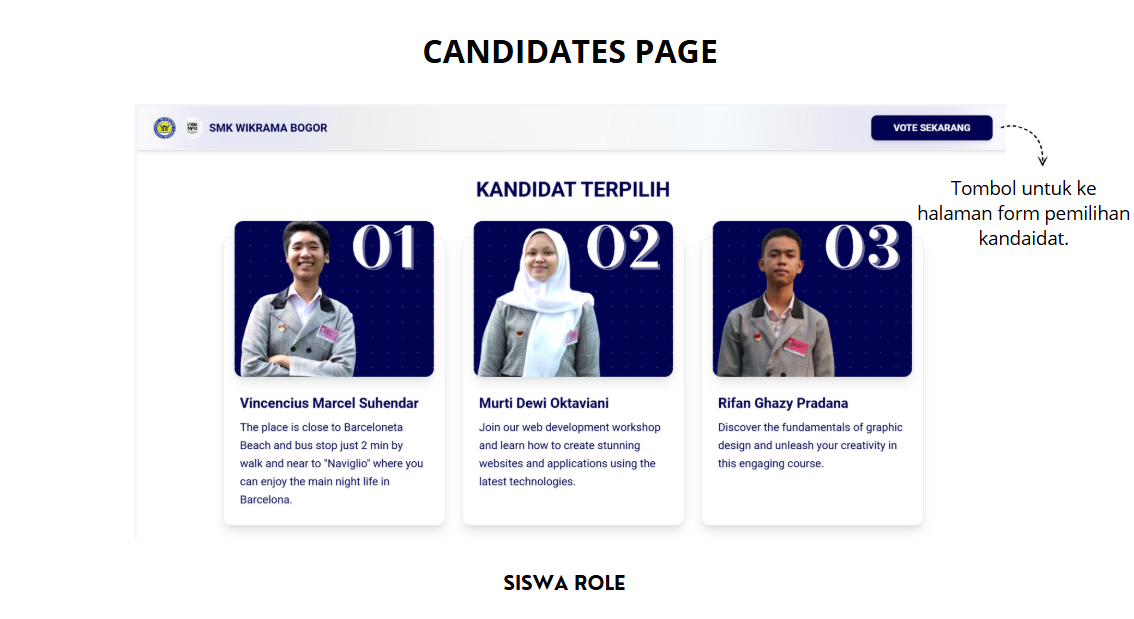 CANDIDATES PAGE
SMK WIKRAMA BOGOR
VOTE SEKARANG
Tombol untuk ke
halaman form pemilihan
kandaidat.
KANDIDAT TERPILIH
01
02
03
Vincencius Marcel Suhendar
The place is close to Barceloneta
Beach and bus stop just 2 min by
walk and near to "Naviglio" where you
can enjoy the main night life in
Barcelona.
Murti Dewi Oktaviani
Join our web development workshop
and learn how to create stunning
websites and applications using the
latest technologies.
Rifan Ghazy Pradana
Discover the fundamentals of graphic
design and unleash your creativity in
this engaging course.
SISWA ROLE